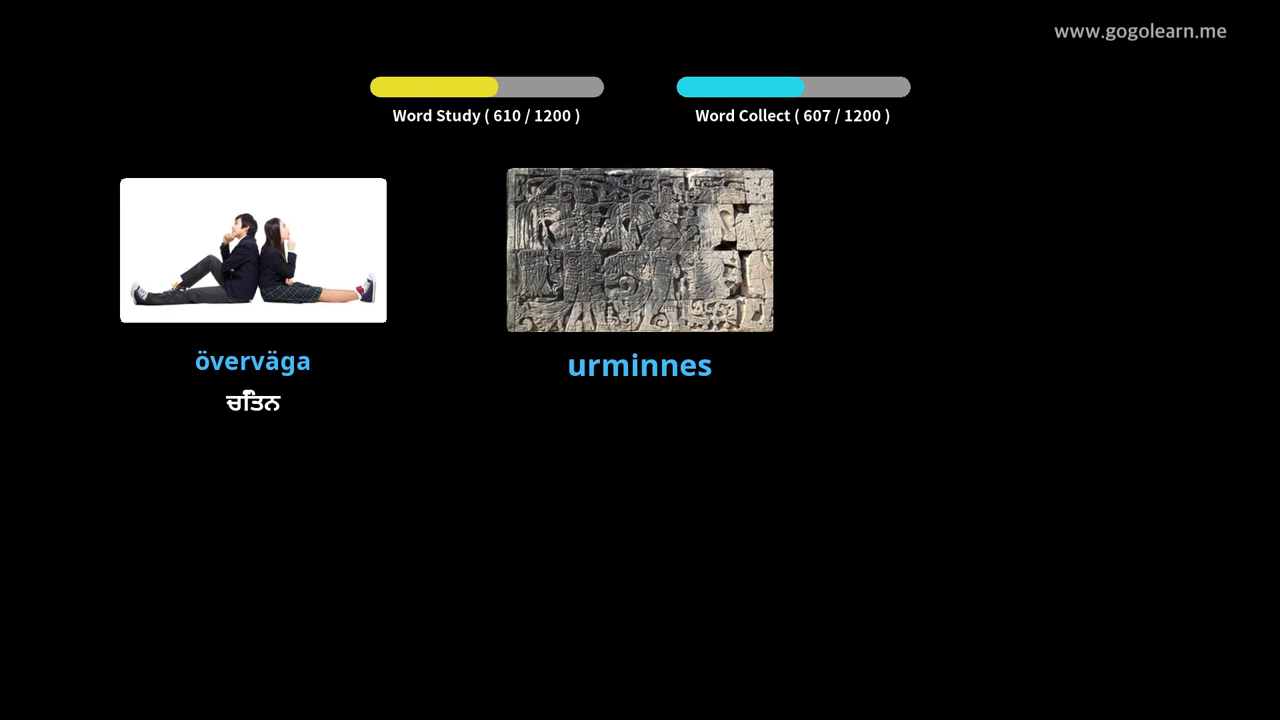 www.gogolearn.me
Word Study ( 610 / 1200 )
Word Collect ( 607 / 1200 )
överväga
urminnes
ਚਿੰਤਨ